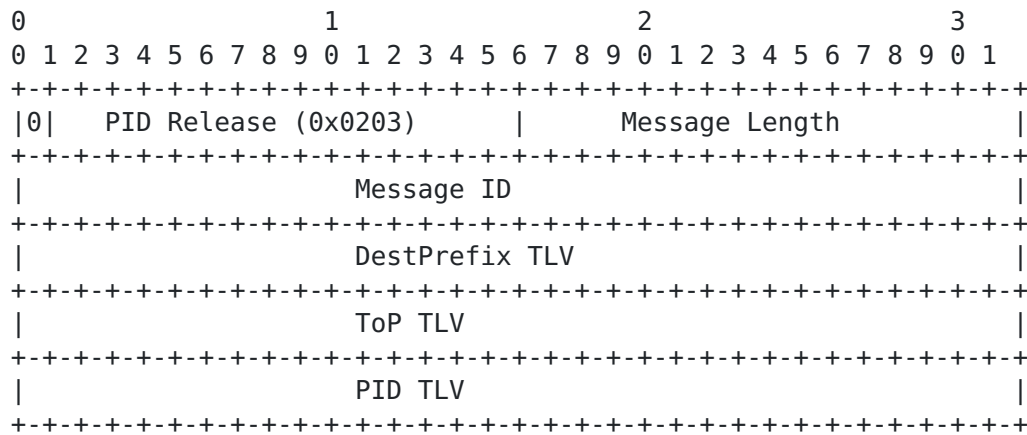 0                   1                   2                   3
0 1 2 3 4 5 6 7 8 9 0 1 2 3 4 5 6 7 8 9 0 1 2 3 4 5 6 7 8 9 0 1
+-+-+-+-+-+-+-+-+-+-+-+-+-+-+-+-+-+-+-+-+-+-+-+-+-+-+-+-+-+-+-+-+
|0|   PID Release (0x0203)      |      Message Length           |
+-+-+-+-+-+-+-+-+-+-+-+-+-+-+-+-+-+-+-+-+-+-+-+-+-+-+-+-+-+-+-+-+
|                     Message ID                                |
+-+-+-+-+-+-+-+-+-+-+-+-+-+-+-+-+-+-+-+-+-+-+-+-+-+-+-+-+-+-+-+-+
|                     DestPrefix TLV                            |
+-+-+-+-+-+-+-+-+-+-+-+-+-+-+-+-+-+-+-+-+-+-+-+-+-+-+-+-+-+-+-+-+
|                     ToP TLV                                   |
+-+-+-+-+-+-+-+-+-+-+-+-+-+-+-+-+-+-+-+-+-+-+-+-+-+-+-+-+-+-+-+-+
|                     PID TLV                                   |
+-+-+-+-+-+-+-+-+-+-+-+-+-+-+-+-+-+-+-+-+-+-+-+-+-+-+-+-+-+-+-+-+